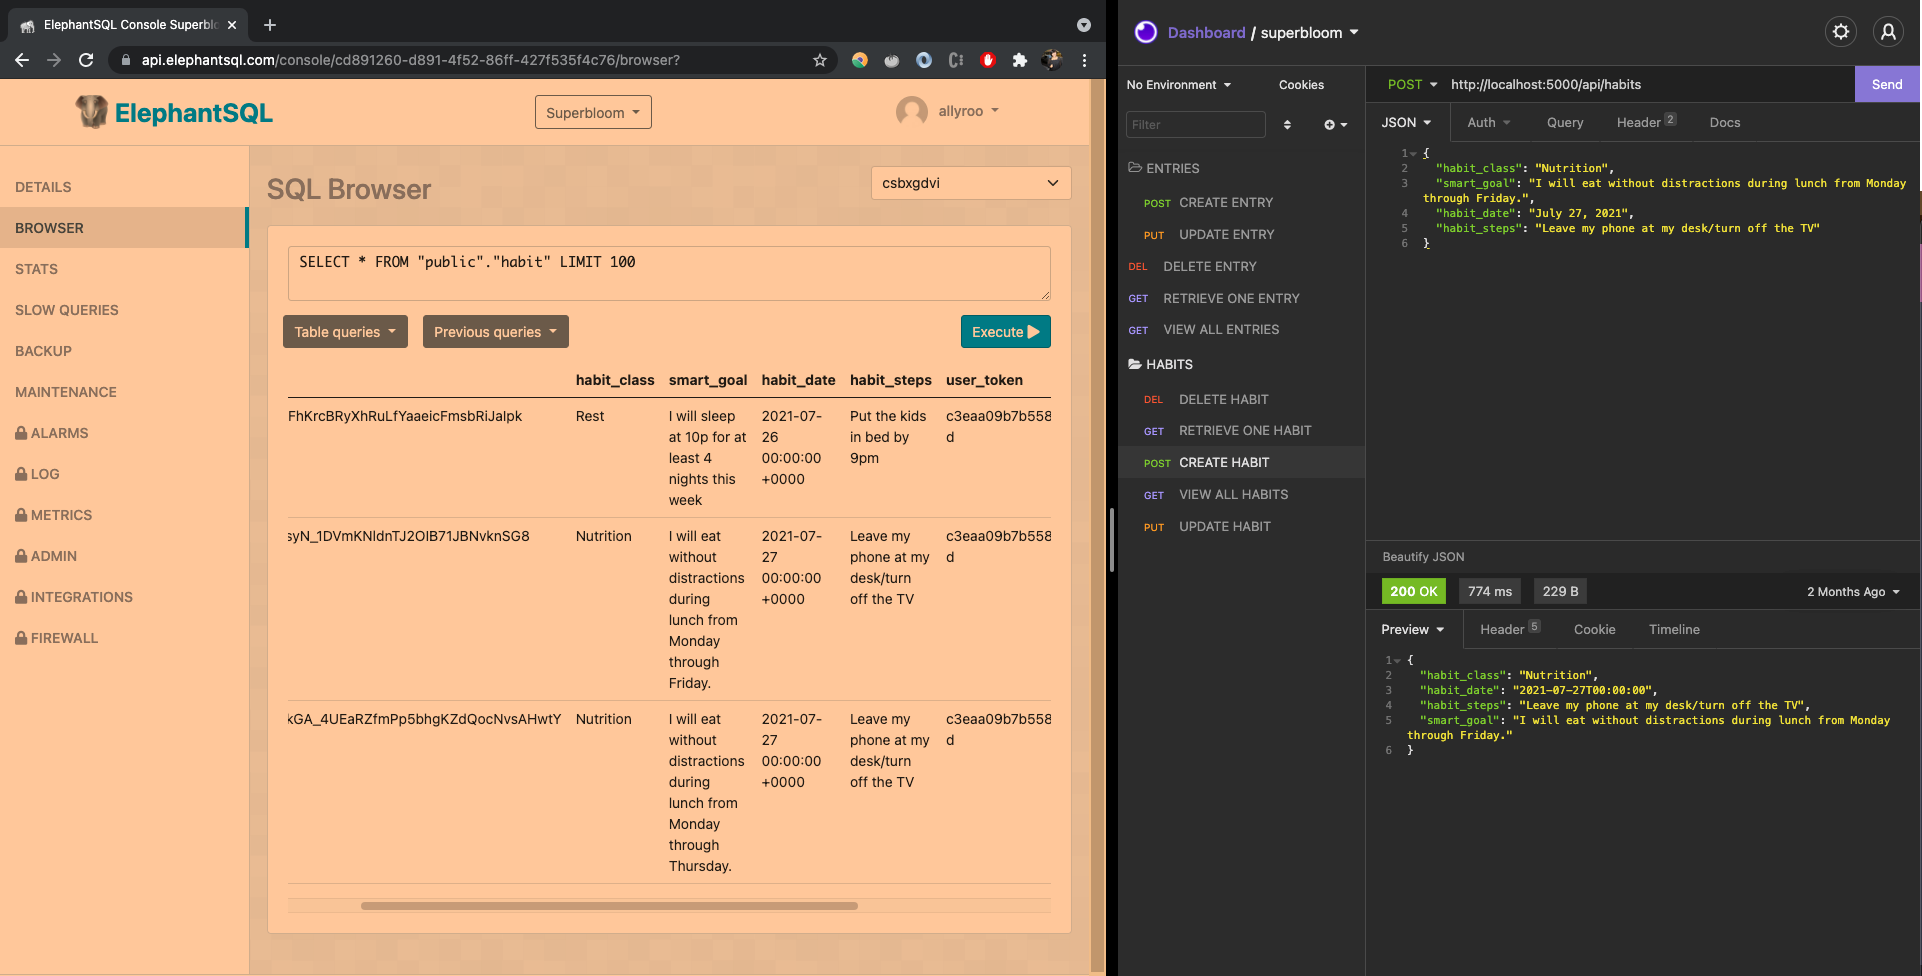 ElephantSQL Console Superblo
api.elephantsql.com/console/cd891260-d891-4f52-86ff-427f535f4c76/browser?
ElephantSQL
Superbloom
allyroo
DETAILS
BROWSER
STATS
SLOW QUERIES
BACKUP
MAINTENANCE
ALARMS
LOG
METRICS
ADMIN
INTEGRATIONS
FIREWALL
SQL Browser
csbxgdvi
SELECT * FROM "public"."habit" LIMIT 100
Table queries
Previous queries
Execute
habit_class smart_goal habit_date habit_steps user_token
FhKrcBRyXhRuLfYaaeicFmsbRiJalpk Rest I will sleep 2021-07- Put the kids c3eaa09b7b558
at 10p for at 26 in bed by d
least 4 00:00:00 9pm
nights this +0000
week
syN_1DVmKNldnTJ2OlB71JBNvknSG8 Nutrition I will eat 2021-07- Leave my c3eaa09b7b558
without 27 phone at my d
distractions 00:00:00 desk/turn
during +0000 off the TV
lunch from
Monday
through
Friday.
kGA_4UEaRZfmPp5bhgKZdQocNvsAHwtY Nutrition I will eat 2021-07- Leave my c3eaa09b7b558
without 27 phone at my d
distractions 00:00:00 desk/turn
during +0000 off the TV
lunch from
Monday
through
Thursday.
Dashboard / superbloom
No Environment
Cookies
Filter
ENTRIES
POST CREATE ENTRY
PUT UPDATE ENTRY
DEL DELETE ENTRY
GET RETRIEVE ONE ENTRY
GET VIEW ALL ENTRIES
HABITS
DEL DELETE HABIT
GET RETRIEVE ONE HABIT
POST CREATE HABIT
GET VIEW ALL HABITS
PUT UPDATE HABIT
POST http://localhost:5000/api/habits Send
JSON Auth Query Header 2 Docs
1 {
2 "habit_class": "Nutrition",
3 "smart_goal": "I will eat without distractions during lunch from Monday
through Friday.",
4 "habit_date": "July 27, 2021",
5 "habit_steps": "Leave my phone at my desk/turn off the TV"
6 }
Beautify JSON
200 OK 774 ms 229 B 2 Months Ago
Preview Header 5 Cookie Timeline
1 {
2 "habit_class": "Nutrition",
3 "habit_date": "2021-07-27T00:00:00",
4 "habit_steps": "Leave my phone at my desk/turn off the TV",
5 "smart_goal": "I will eat without distractions during lunch from Monday
through Friday."
6 }